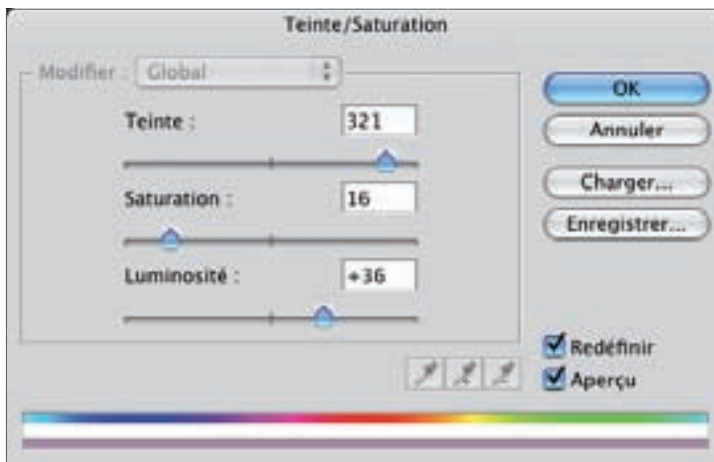 Teinte/Saturation
Modifier : Global
Teinte : 321
Saturation : 16
Luminosité : +36
OK
Annuler
Charger...
Enregistrer...
Redéfinir
Aperçu